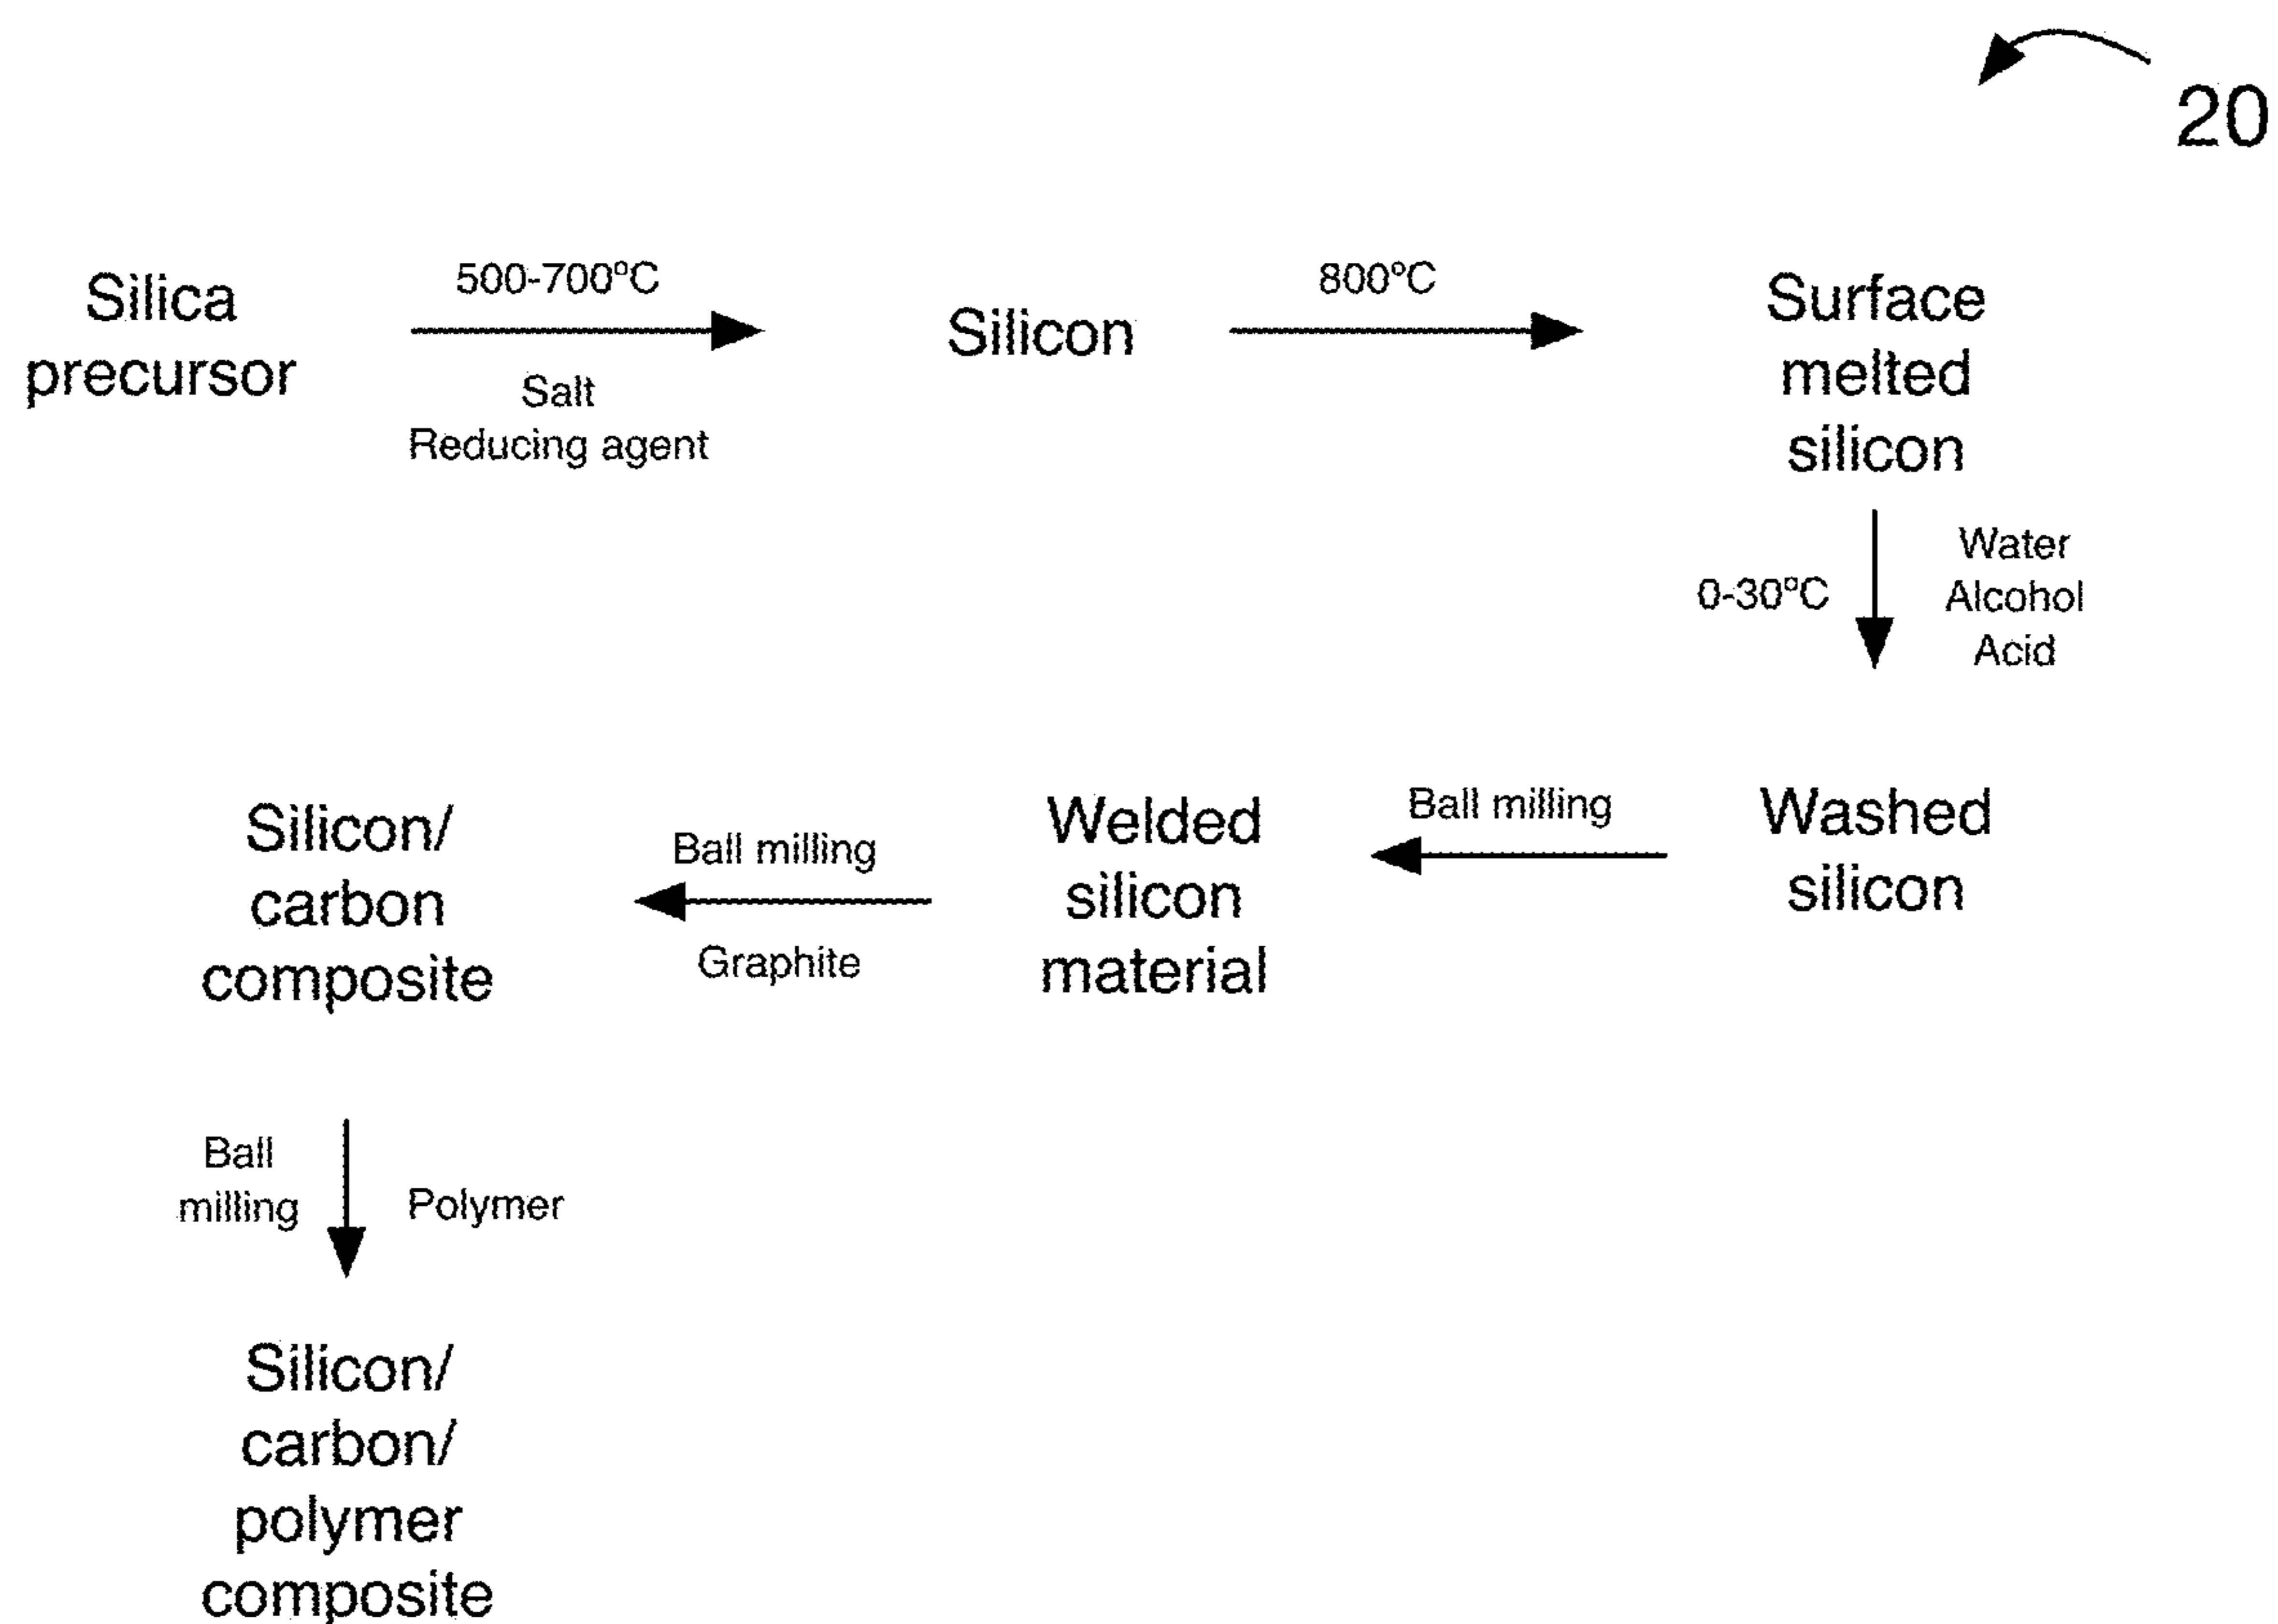 20
Silica
precursor
500-700°C
Salt
Reducing agent
Silicon
800°C
Surface
melted
silicon
0-30°C
Water
Alcohol
Acid
Washed
silicon
Ball milling
Welded
silicon
material
Ball milling
Graphite
Silicon/
carbon
composite
Ball
milling
Polymer
Silicon/
carbon/
polymer
composite